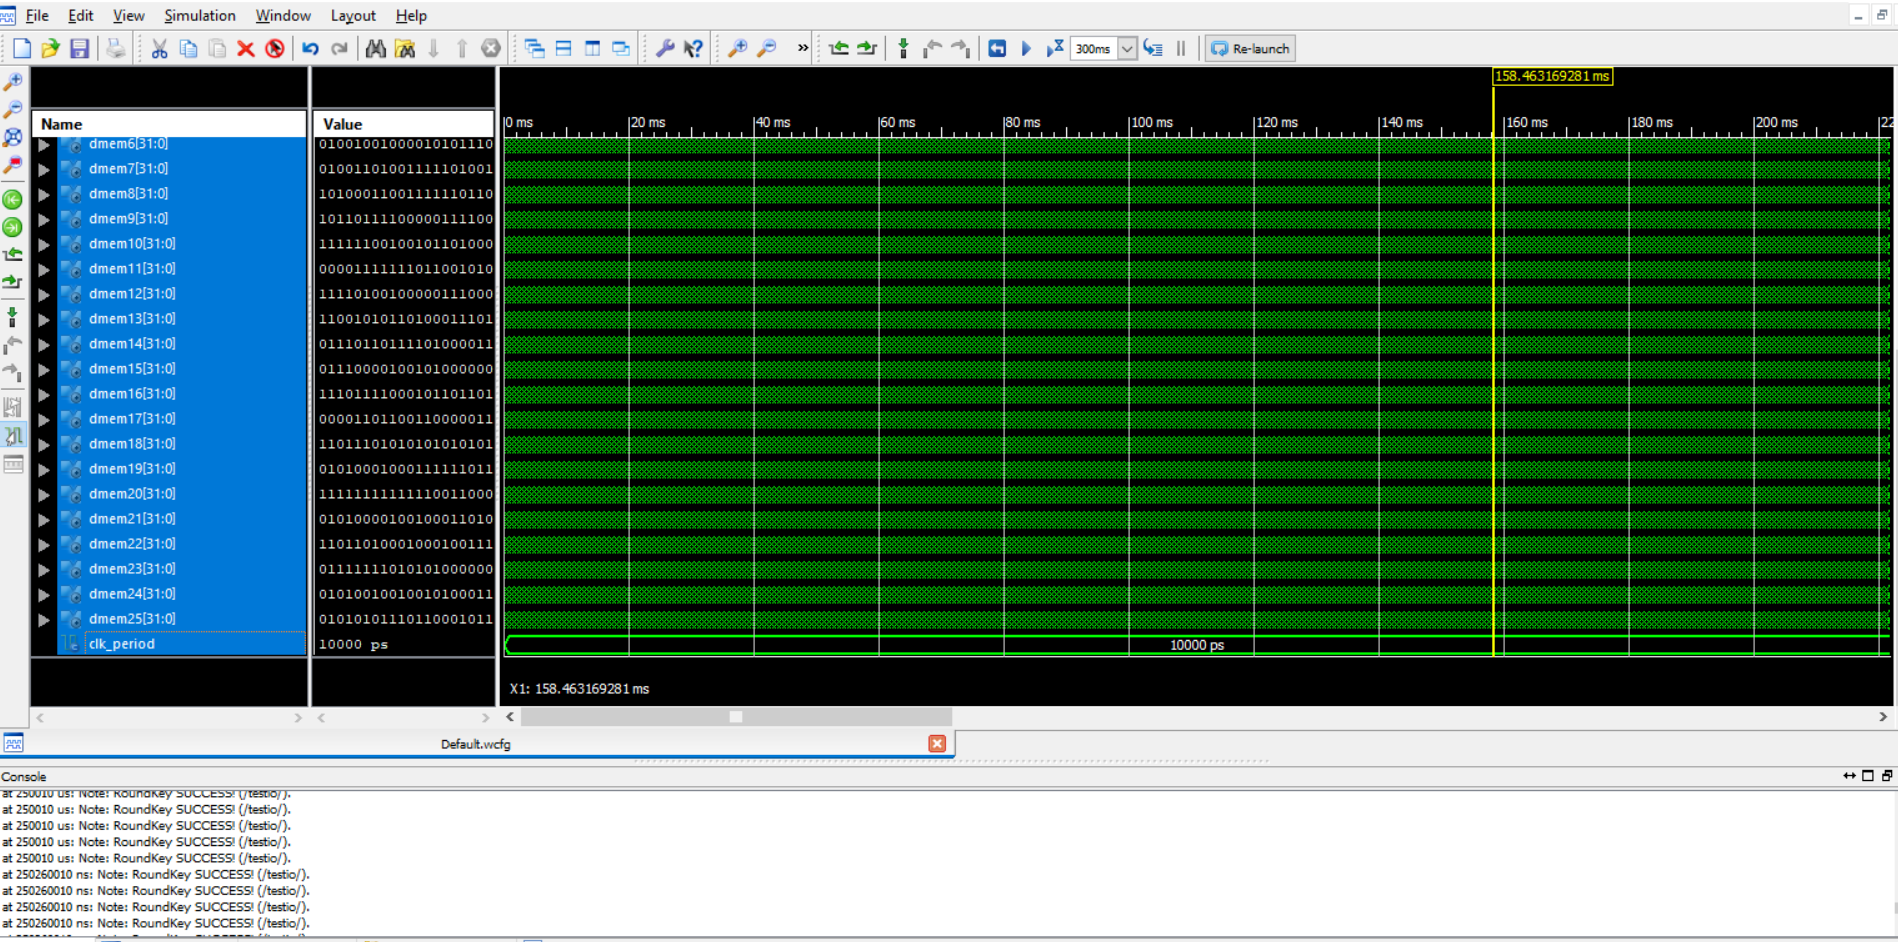 File Edit View Simulation Window Layout Help
» 300ms Re-launch
158.463169281 ms
Name Value 0 ms 20 ms 40 ms 60 ms 80 ms 100 ms 120 ms 140 ms 160 ms 180 ms 200 ms 22
dmem6[31:0] 01001001000010101110
dmem7[31:0] 01001101001111101001
dmem8[31:0] 10100011001111110110
dmem9[31:0] 10110111100000111100
dmem10[31:0] 11111100100101101000
dmem11[31:0] 00001111111011001010
dmem12[31:0] 11110100100000111000
dmem13[31:0] 11001010110100011101
dmem14[31:0] 01110110111101000011
dmem15[31:0] 01110000100101000000
dmem16[31:0] 11101111000101101101
dmem17[31:0] 00001101100110000011
dmem18[31:0] 11011101010101010101
dmem19[31:0] 01010001000111111011
dmem20[31:0] 11111111111110011000
dmem21[31:0] 01010000100100011010
dmem22[31:0] 11011010001000100111
dmem23[31:0] 01111111010101000000
dmem24[31:0] 01010010010010100011
dmem25[31:0] 01010101110110001011
clk_period 10000 ps 10000 ps
X1: 158.463169281 ms
Default.wcfg
Console
at 250010 us: Note: RoundKey SUCCESS! (/testio/).
at 250010 us: Note: RoundKey SUCCESS! (/testio/).
at 250010 us: Note: RoundKey SUCCESS! (/testio/).
at 250010 us: Note: RoundKey SUCCESS! (/testio/).
at 250010 us: Note: RoundKey SUCCESS! (/testio/).
at 250260010 ns: Note: RoundKey SUCCESS! (/testio/).
at 250260010 ns: Note: RoundKey SUCCESS! (/testio/).
at 250260010 ns: Note: RoundKey SUCCESS! (/testio/).
at 250260010 ns: Note: RoundKey SUCCESS! (/testio/).